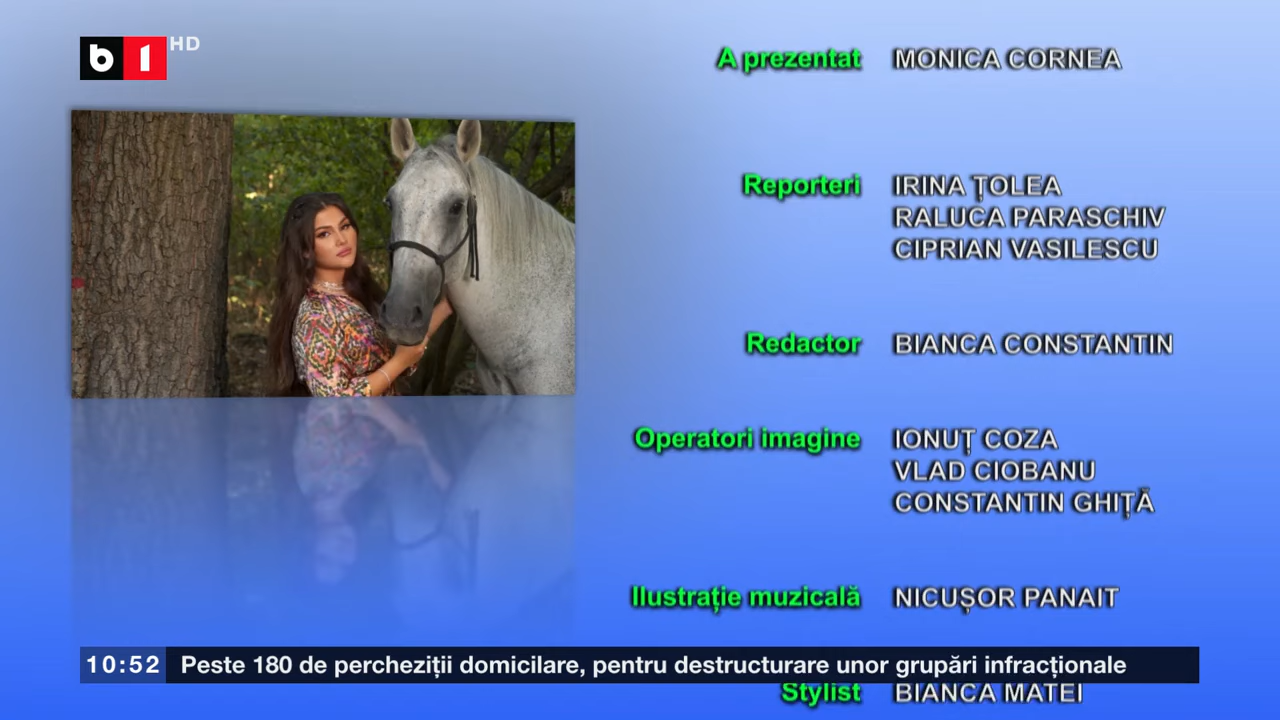 b1 HD
A prezentat MONICA CORNEA
Reporteri IRINA ȚOLEA
RALUCA PARASCHIV
CIPRIAN VASILESCU
Redactor BIANCA CONSTANTIN
Operatori imagine IONUȚ COZA
VLAD CIOBANU
CONSTANTIN GHIȚĂ
Ilustrație muzicală NICUȘOR PANAIT
10:52 Peste 180 de percheziții domicilare, pentru destructurare unor grupări infracționale
Stylist BIANCA MATEI